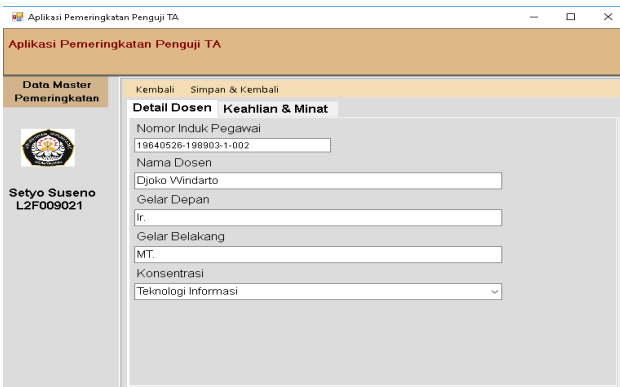 Aplikasi Pemeringkatan Penguji TA
Aplikasi Pemeringkatan Penguji TA
Data Master
Pemeringkatan
Setyo Suseno
L2F009021
Kembali Simpan & Kembali
Detail Dosen Keahlian & Minat
Nomor Induk Pegawai
19640526-198903-1-002
Nama Dosen
Djoko Windarto
Gelar Depan
Ir.
Gelar Belakang
MT.
Konsentrasi
Teknologi Informasi